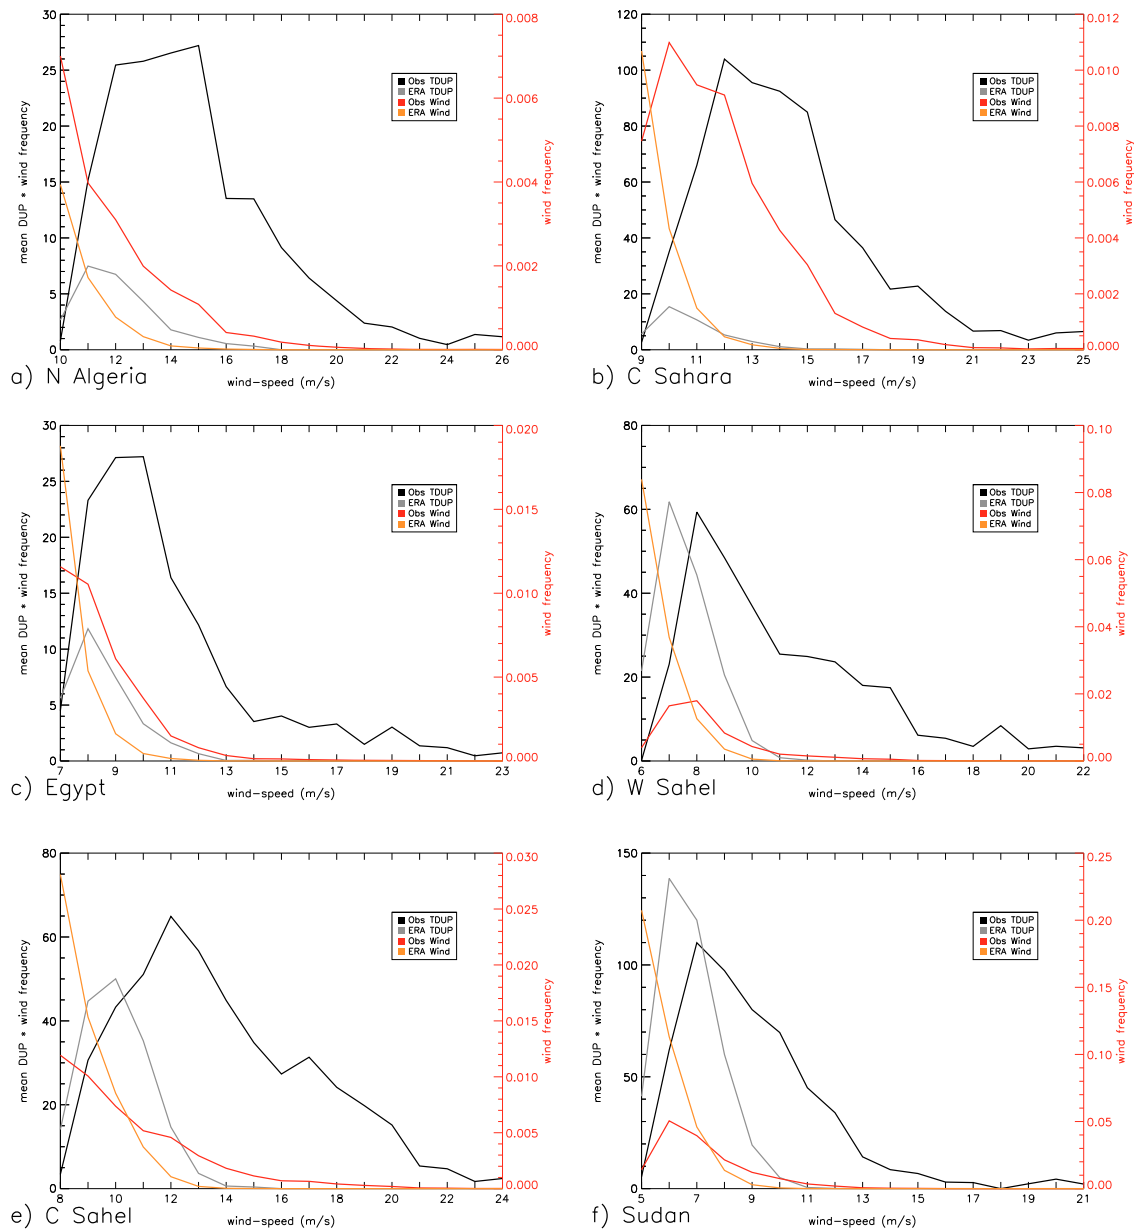 30
25
20
15
10
5
0
mean DUP * wind frequency
0.008
0.006
0.004
0.002
0.000
wind frequency
Obs TDUP
ERA TDUP
Obs Wind
ERA Wind
10 12 14 16 18 20 22 24 26
wind-speed (m/s)
a) N Algeria
120
100
80
60
40
20
0
mean DUP * wind frequency
0.012
0.010
0.008
0.006
0.004
0.002
0.000
wind frequency
Obs TDUP
ERA TDUP
Obs Wind
ERA Wind
9 11 13 15 17 19 21 23 25
wind-speed (m/s)
b) C Sahara
30
25
20
15
10
5
0
mean DUP * wind frequency
0.020
0.015
0.010
0.005
0.000
wind frequency
Obs TDUP
ERA TDUP
Obs Wind
ERA Wind
7 9 11 13 15 17 19 21 23
wind-speed (m/s)
c) Egypt
80
60
40
20
0
mean DUP * wind frequency
0.10
0.08
0.06
0.04
0.02
0.00
wind frequency
Obs TDUP
ERA TDUP
Obs Wind
ERA Wind
6 8 10 12 14 16 18 20 22
wind-speed (m/s)
d) W Sahel
80
60
40
20
0
mean DUP * wind frequency
0.030
0.025
0.020
0.015
0.010
0.005
0.000
wind frequency
Obs TDUP
ERA TDUP
Obs Wind
ERA Wind
8 10 12 14 16 18 20 22 24
wind-speed (m/s)
e) C Sahel
150
100
50
0
mean DUP * wind frequency
0.25
0.20
0.15
0.10
0.05
0.00
wind frequency
Obs TDUP
ERA TDUP
Obs Wind
ERA Wind
5 7 9 11 13 15 17 19 21
wind-speed (m/s)
f) Sudan